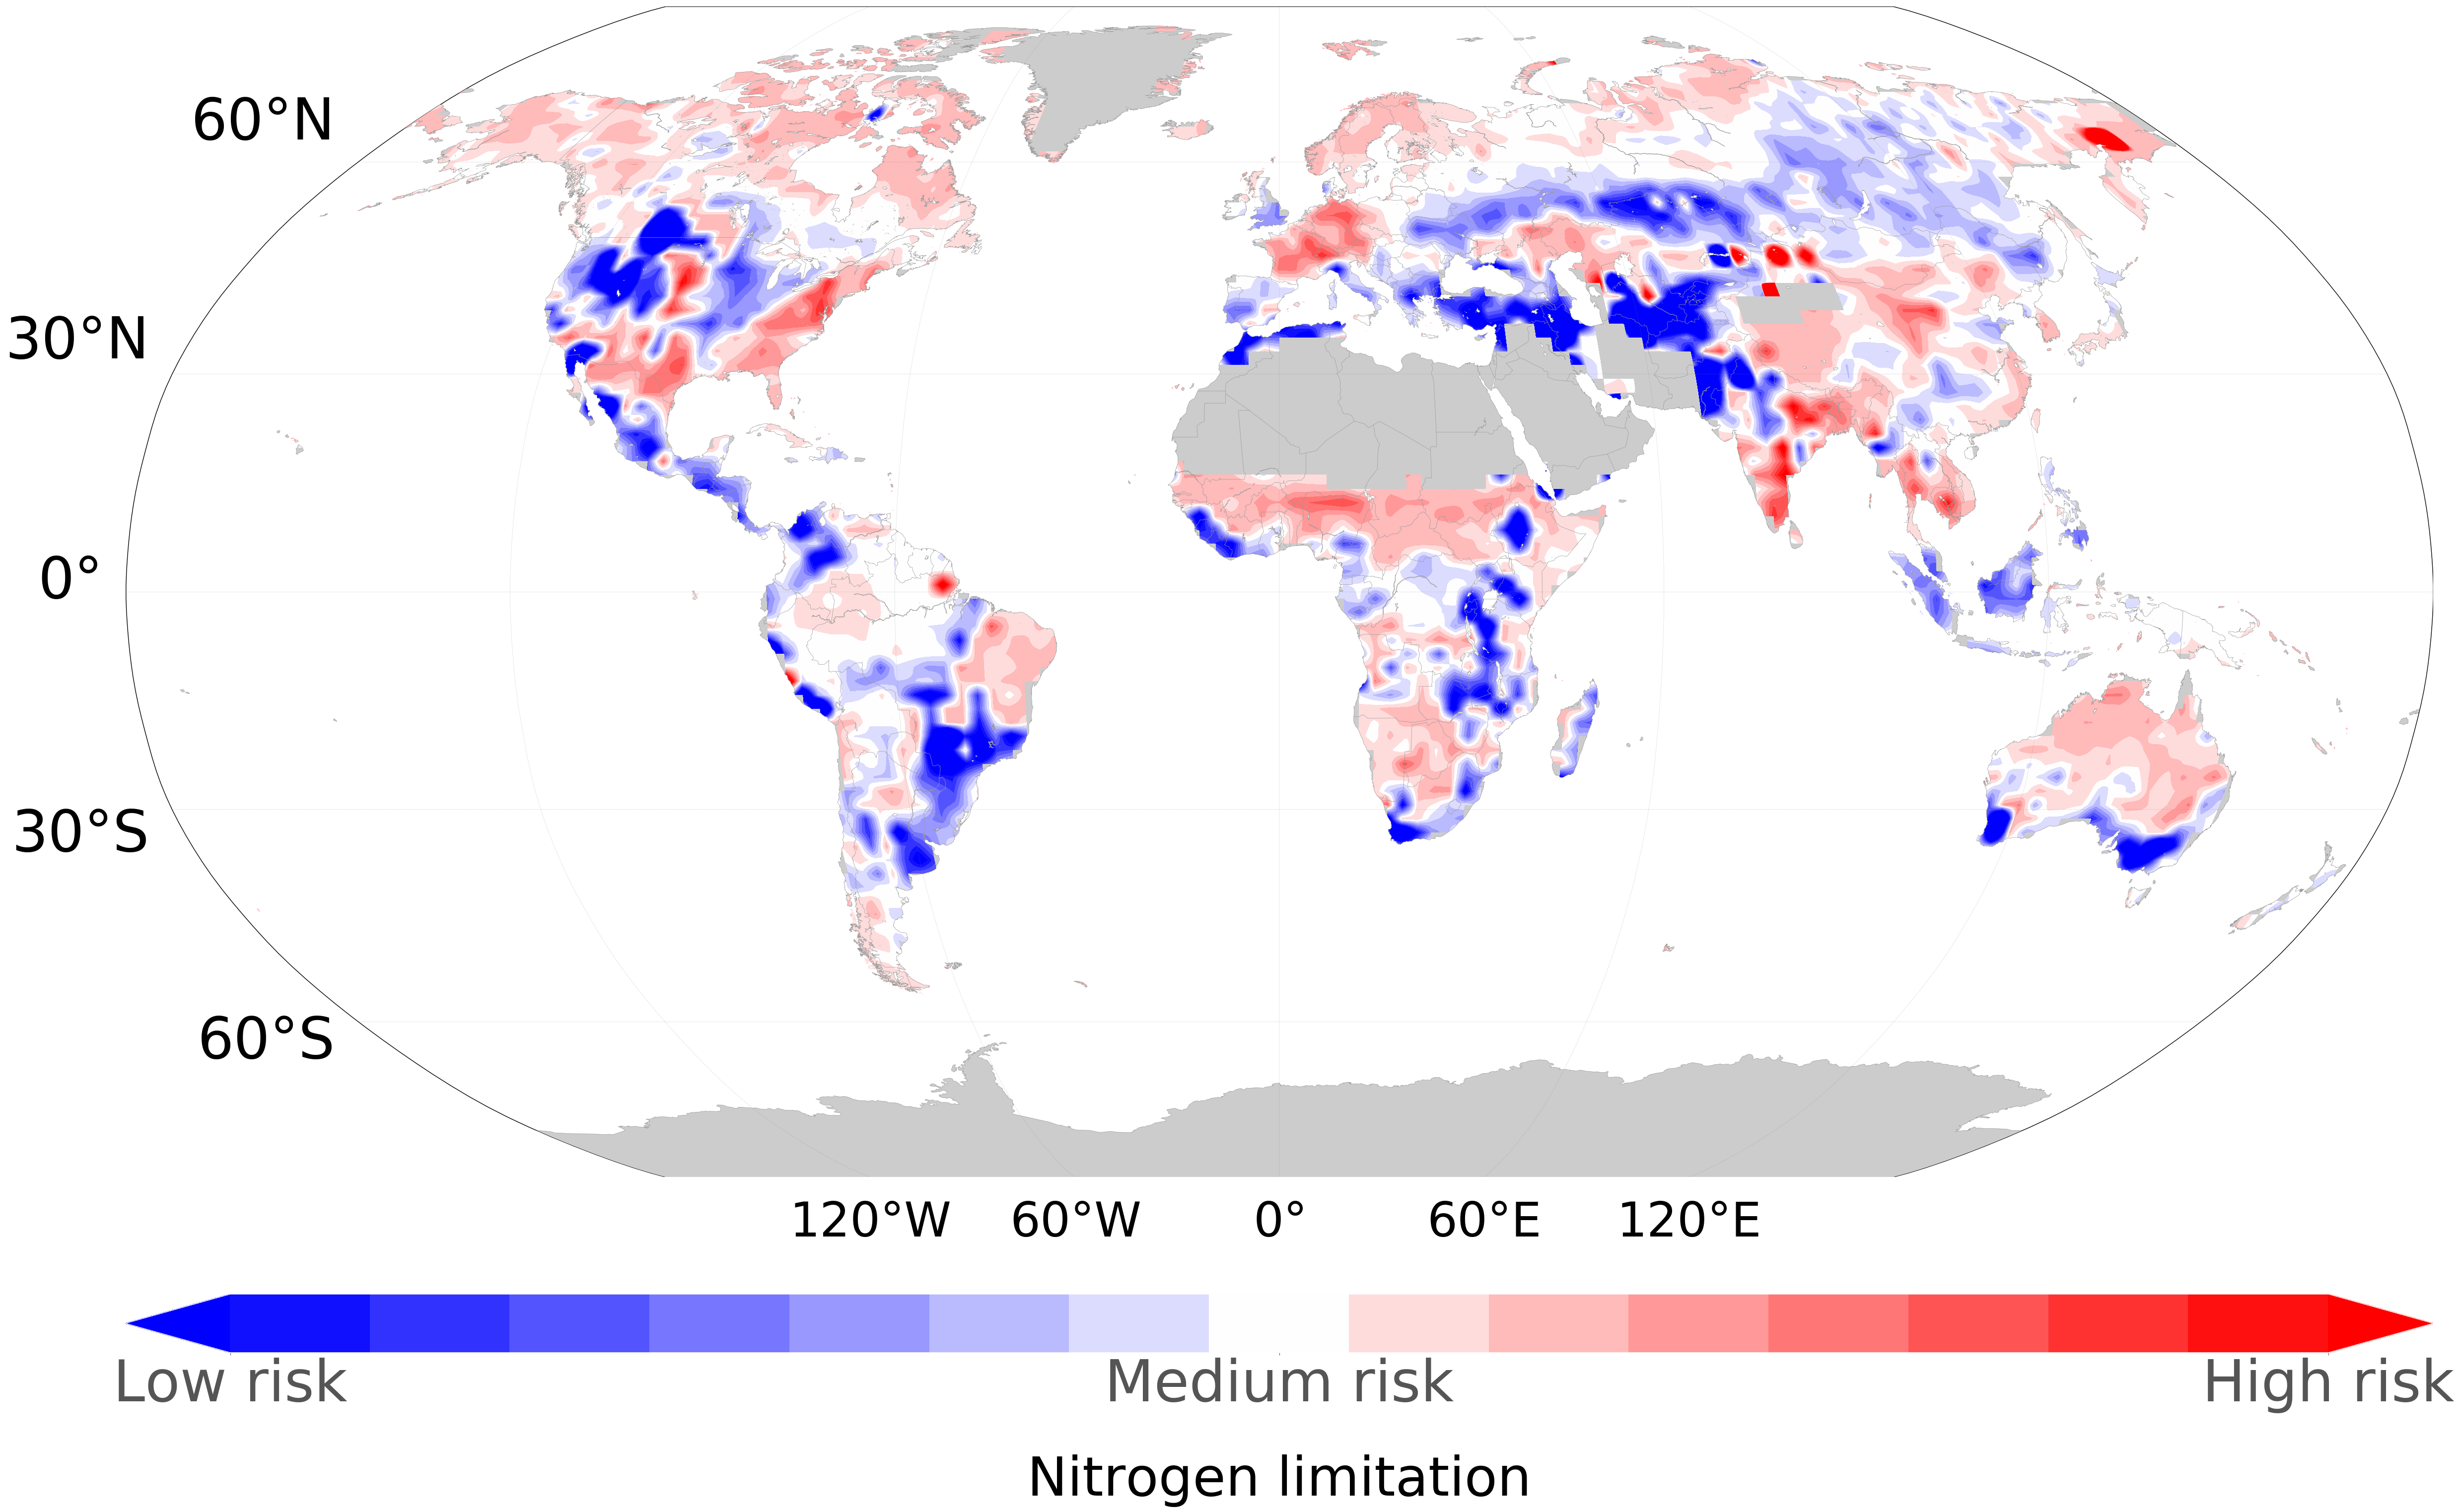 60°N
30°N
0°
30°S
60°S
120°W 60°W 0° 60°E 120°E
Low risk Medium risk High risk
Nitrogen limitation